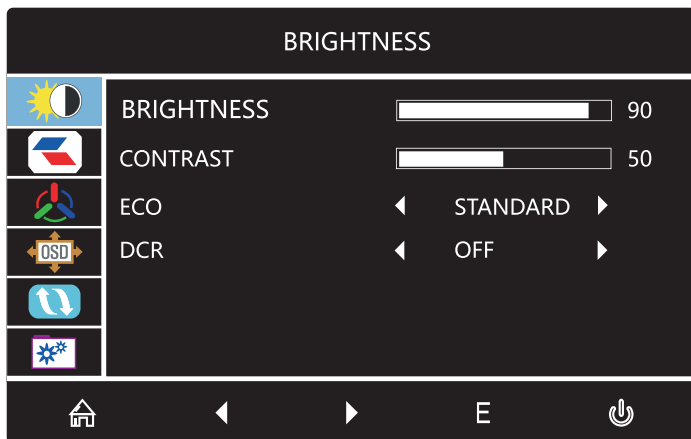 BRIGHTNESS
BRIGHTNESS 90
CONTRAST 50
ECO STANDARD
DCR OFF
OSD
E